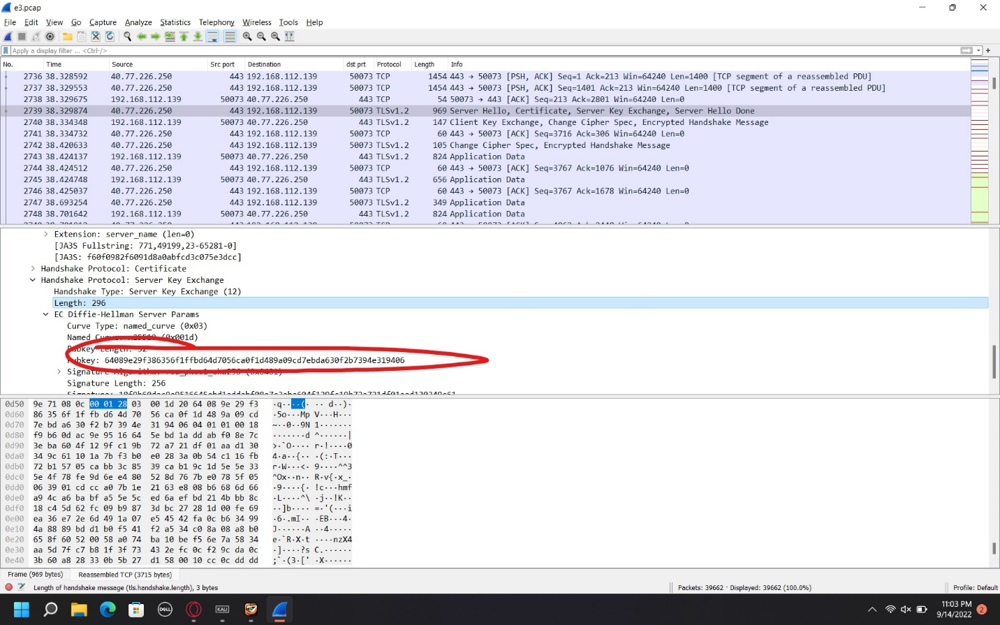 e3.pcap
File Edit View Go Capture Analyze Statistics Telephony Wireless Tools Help
Apply a display filter ... <Ctrl-/>
No. Time Source Src port Destination dst prt Protocol Length Info
2736 38.328592 40.77.226.250 443 192.168.112.139 50073 TCP 1454 443 → 50073 [PSH, ACK] Seq=1 Ack=213 Win=64240 Len=1400 [TCP segment of a reassembled PDU]
2737 38.329553 40.77.226.250 443 192.168.112.139 50073 TCP 1454 443 → 50073 [PSH, ACK] Seq=1401 Ack=213 Win=64240 Len=1400 [TCP segment of a reassembled PDU]
2738 38.329675 192.168.112.139 50073 40.77.226.250 443 TCP 54 50073 → 443 [ACK] Seq=213 Ack=2801 Win=64240 Len=0
2739 38.329874 40.77.226.250 443 192.168.112.139 50073 TLSv1.2 969 Server Hello, Certificate, Server Key Exchange, Server Hello Done
2740 38.334348 192.168.112.139 50073 40.77.226.250 443 TLSv1.2 147 Client Key Exchange, Change Cipher Spec, Encrypted Handshake Message
2741 38.334732 40.77.226.250 443 192.168.112.139 50073 TCP 60 443 → 50073 [ACK] Seq=3716 Ack=306 Win=64240 Len=0
2742 38.420633 40.77.226.250 443 192.168.112.139 50073 TLSv1.2 105 Change Cipher Spec, Encrypted Handshake Message
2743 38.424137 192.168.112.139 50073 40.77.226.250 443 TLSv1.2 824 Application Data
2744 38.424512 40.77.226.250 443 192.168.112.139 50073 TCP 60 443 → 50073 [ACK] Seq=3767 Ack=1076 Win=64240 Len=0
2745 38.424748 192.168.112.139 50073 40.77.226.250 443 TLSv1.2 656 Application Data
2746 38.425037 40.77.226.250 443 192.168.112.139 50073 TCP 60 443 → 50073 [ACK] Seq=3767 Ack=1678 Win=64240 Len=0
2747 38.693254 40.77.226.250 443 192.168.112.139 50073 TLSv1.2 349 Application Data
2748 38.701642 192.168.112.139 50073 40.77.226.250 443 TLSv1.2 824 Application Data
Extension: server_name (len=0)
[JA3S Fullstring: 771,49199,23-65281-0]
[JA3S: f60f0982f6091d8a0abfcd3c075e3dcc]
Handshake Protocol: Certificate
Handshake Protocol: Server Key Exchange
Handshake Type: Server Key Exchange (12)
Length: 296
EC Diffie-Hellman Server Params
Curve Type: named_curve (0x03)
Named Curve: x25519 (0x001d)
Pubkey Length: 32
Pubkey: 64089e29f386356f1ffbd64d7056ca0f1d489a09cd7ebda630f2b7394e319406
Signature Algorithm: rsa_pkcs1_sha256 (0x0401)
Signature Length: 256
0d50 9e 71 08 0c 00 01 28 03 00 1d 20 64 08 9e 29 f3 ·q····(· ·· d··)·
0d60 86 35 6f 1f fb d6 4d 70 56 ca 0f 1d 48 9a 09 cd ·5o···Mp V···H···
0d70 7e bd a6 30 f2 b7 39 4e 31 94 06 04 01 01 00 18 ~··0··9N 1·······
0d80 f9 b6 0d ac 9e 95 16 64 5e bd 1a dd ab f0 8e 7c ·······d ^······|
0d90 3e ba 60 4f 12 9f c1 9b 72 a7 21 df 01 aa d1 30 >·`O···· r·!····0
0da0 34 9c 61 10 1a 7b f3 b0 e0 28 3a 0b 54 c1 16 fb 4·a··{·· ·(:·T···
0db0 72 b1 57 05 ca bb 3c 85 39 ca b1 9c 1d 5e 5e 33 r·W···<· 9····^^3
0dc0 5e 4f 78 fe 9d 6e e4 80 52 8d 76 7b e0 78 5f 05 ^Ox··n·· R·v{·x_·
0dd0 06 39 01 cd cc a0 7b 1e 21 63 e8 08 b6 68 6d 66 ·9····{· !c···hmf
0de0 a9 4c a6 ba bf a5 5e 5c ed 6a ef bd 21 4b bb 8c ·L····^\ ·j··!K··
0df0 18 c4 5d 62 fc 09 b9 87 3d bc 27 28 1d 00 fe 69 ··]b···· =·'(···i
0e00 ea 36 e7 2e 6d 49 1a 07 e5 45 42 fa 0c b6 34 99 ·6·.mI·· ·EB···4·
0e10 4a 88 89 bd d1 b0 f5 41 f2 a5 34 c0 8a 08 a8 b0 J······A ··4·····
0e20 65 8f 60 52 00 58 a0 74 ba 10 be f5 6e 7a 58 34 e·`R·X·t ····nzX4
0e30 aa 5d 7f c7 b8 1f 3f 73 43 2e fc 0c f2 9c da 0c ·]····?s C.······
0e40 3b 60 a8 28 33 0b 5b 27 d1 58 00 10 cc 0c dd dd ;`·(3·[' ·X······
Frame (969 bytes) Reassembled TCP (3715 bytes)
Length of handshake message (tls.handshake.length), 3 bytes Packets: 39662 · Displayed: 39662 (100.0%) Profile: Default
DELL KALI
11:03 PM
9/14/2022 2